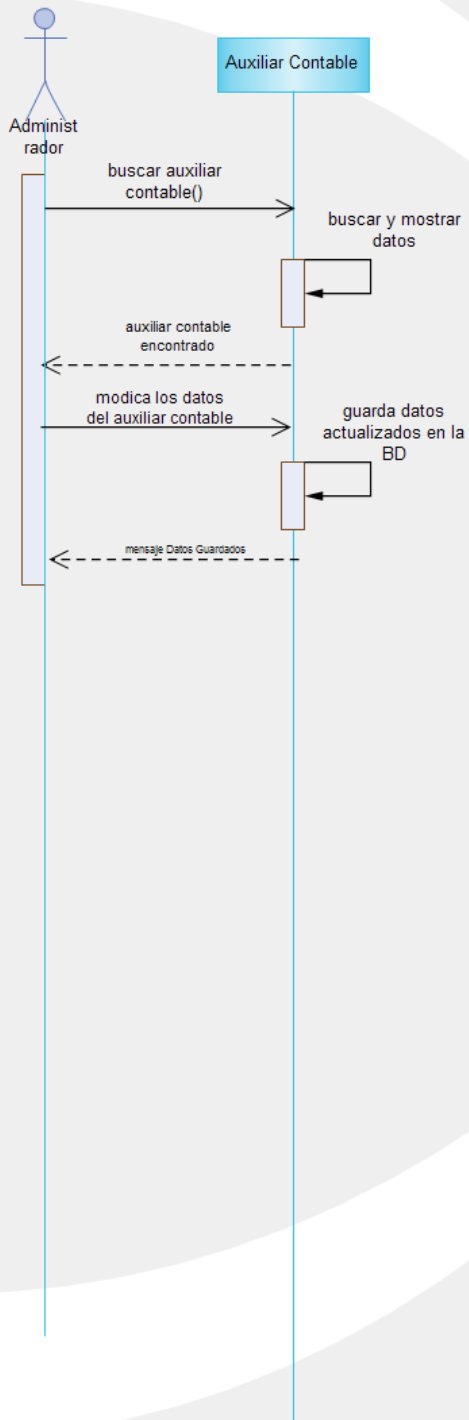 Auxiliar Contable
Administ
rador
buscar auxiliar
contable()
buscar y mostrar
datos
auxiliar contable
encontrado
modica los datos
del auxiliar contable
guarda datos
actualizados en la
BD
mensaje Datos Guardados